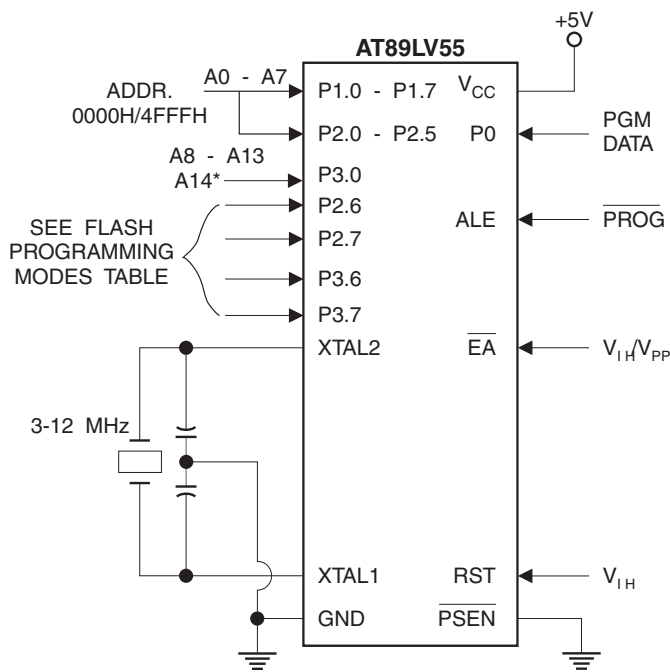 +5V
AT89LV55
A0 - A7
ADDR.
0000H/4FFFH
P1.0 - P1.7
VCC
P2.0 - P2.5
P0
PGM
DATA
A8 - A13
A14*
P3.0
SEE FLASH
PROGRAMMING
MODES TABLE
P2.6
ALE
PROG
P2.7
P3.6
P3.7
XTAL2
EA
VIH/VPP
3-12 MHz
XTAL1
RST
VIH
GND
PSEN